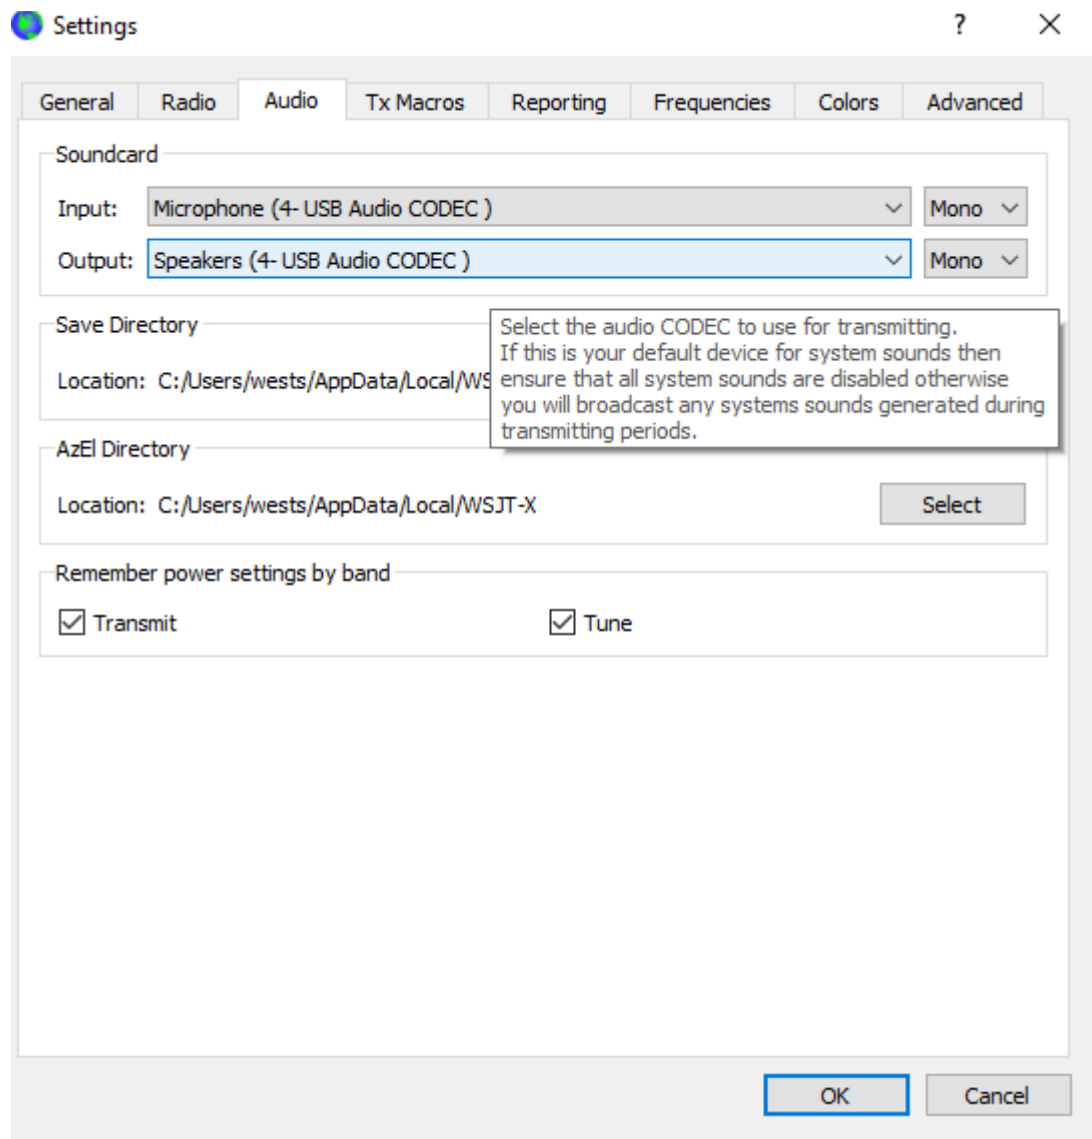 Settings
?
General Radio Audio Tx Macros Reporting Frequencies Colors Advanced
Soundcard
Input: Microphone (4- USB Audio CODEC ) Mono
Output: Speakers (4- USB Audio CODEC ) Mono
Save Directory
Location: C:/Users/wests/AppData/Local/WS
Select the audio CODEC to use for transmitting.
If this is your default device for system sounds then
ensure that all system sounds are disabled otherwise
you will broadcast any systems sounds generated during
transmitting periods.
AzEl Directory
Location: C:/Users/wests/AppData/Local/WSJT-X Select
Remember power settings by band
Transmit Tune
OK Cancel